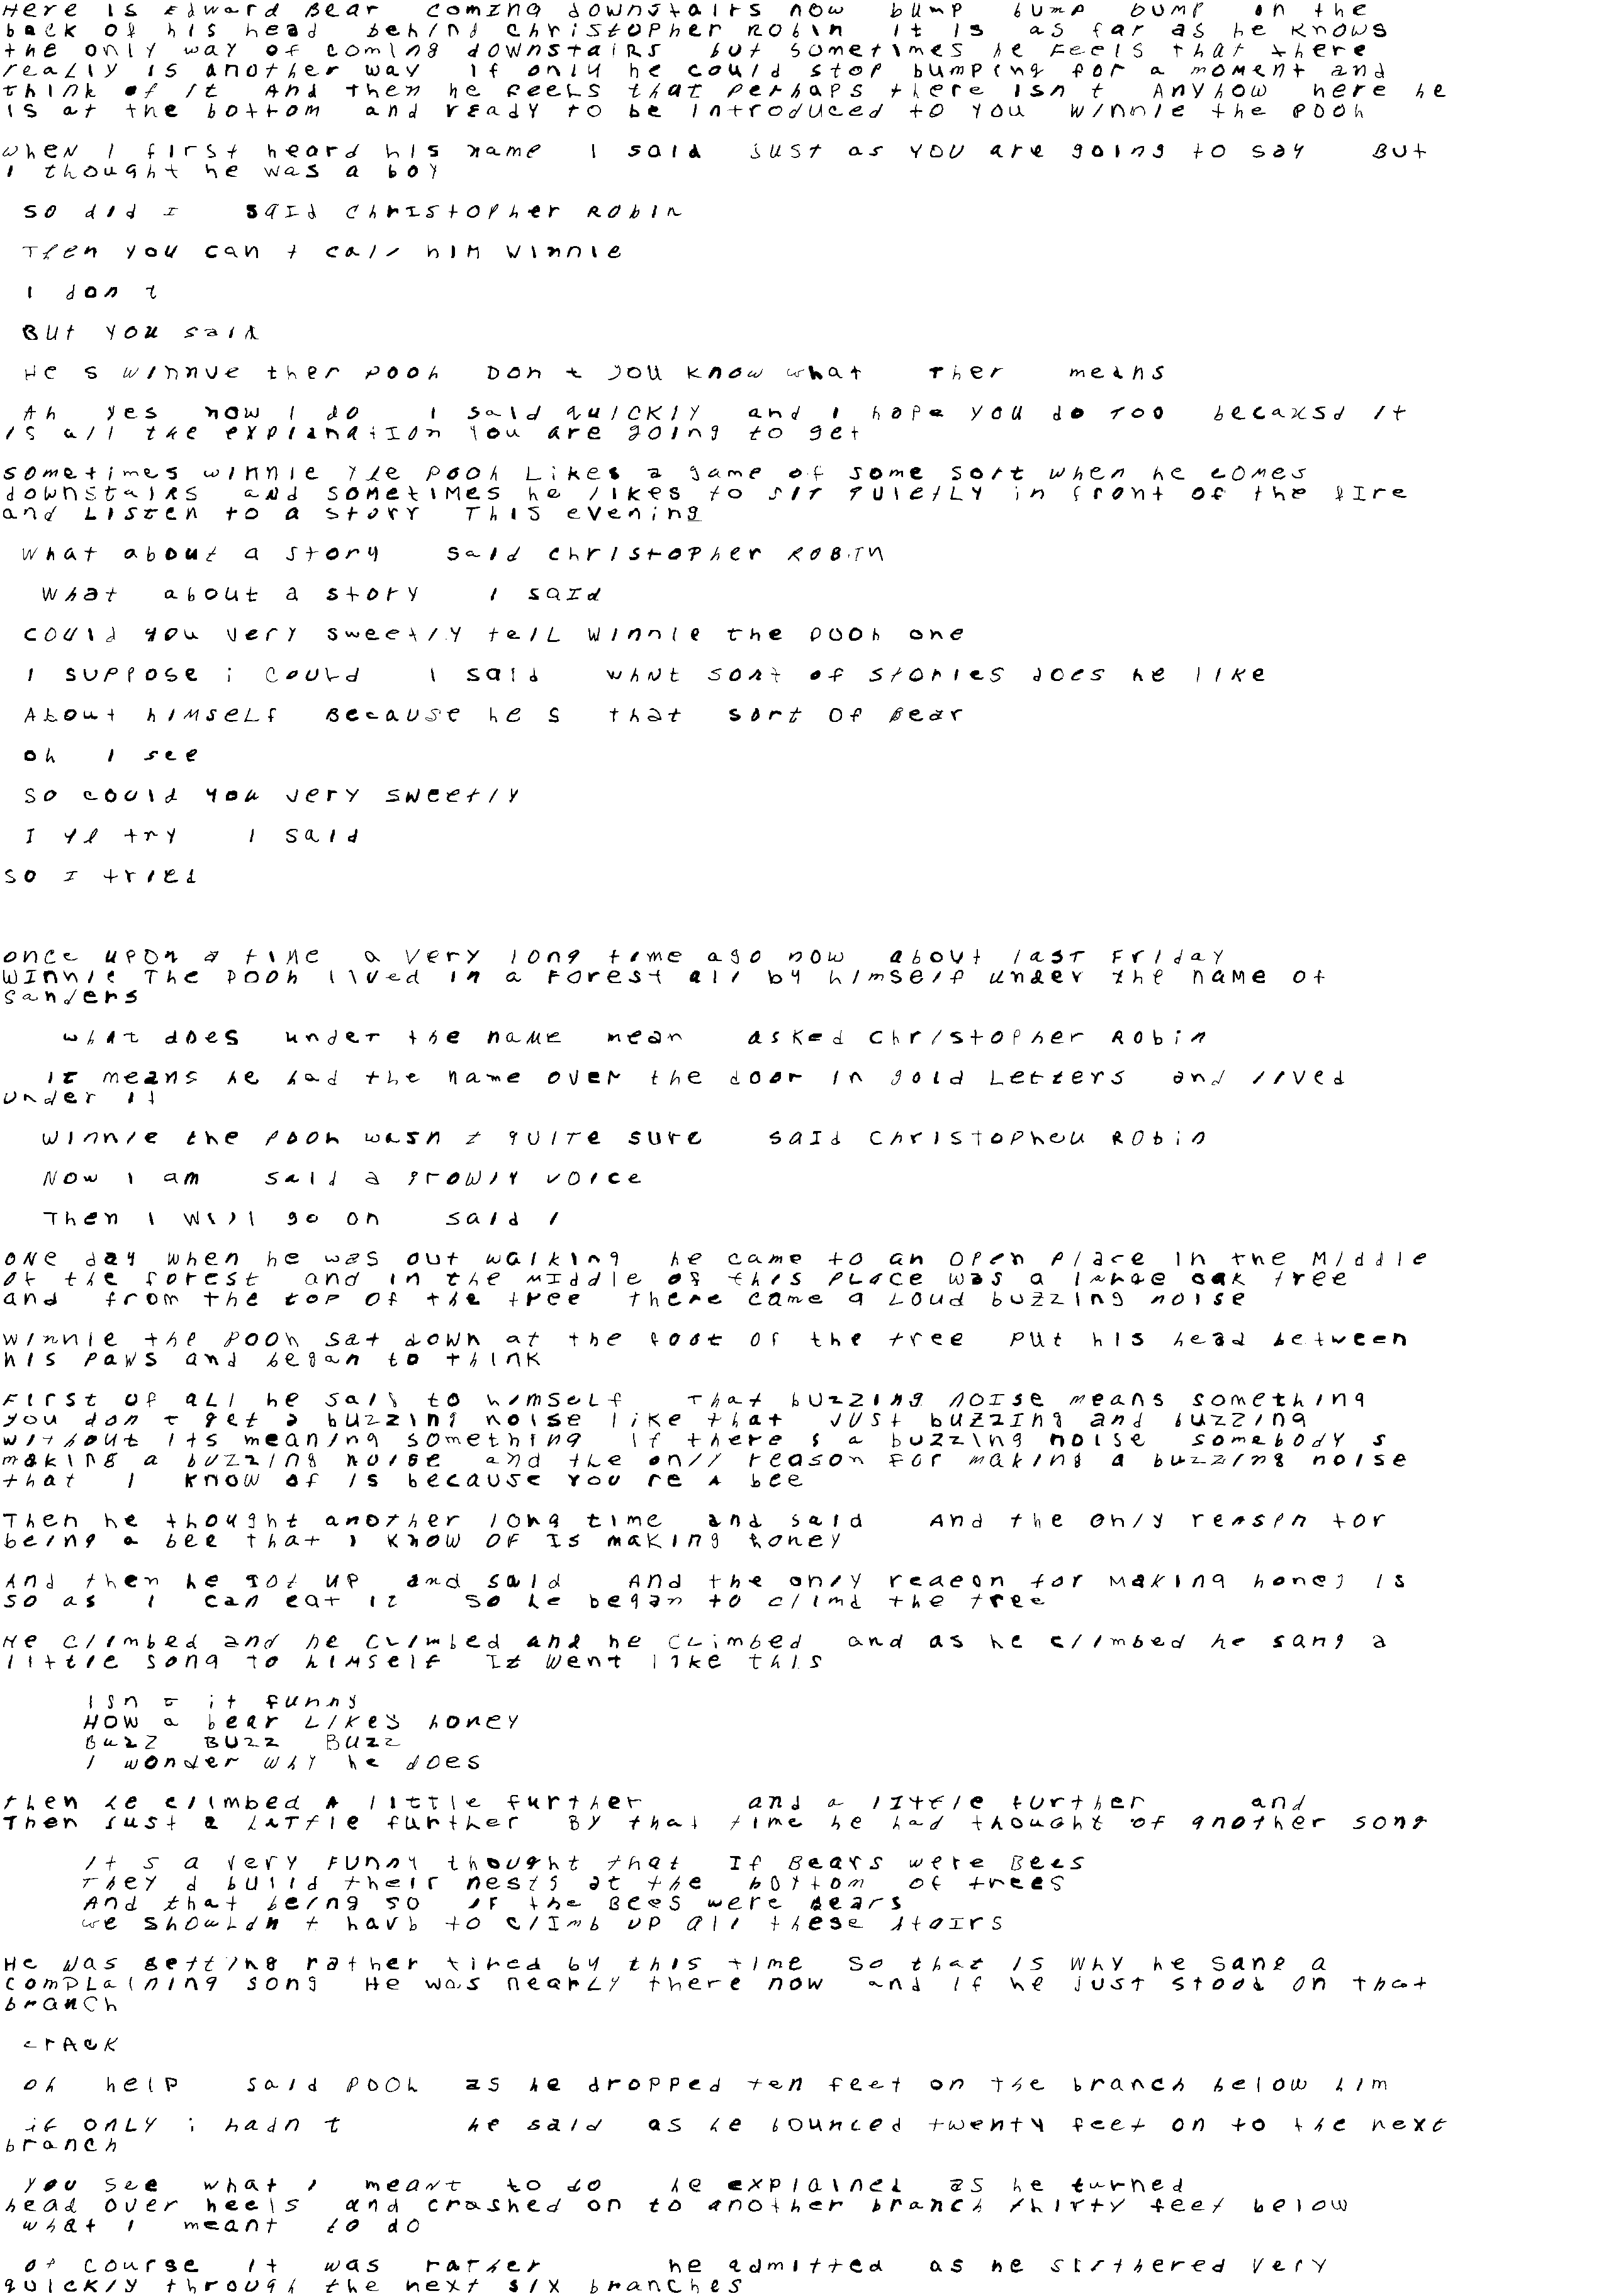 Here is Edward Bear coming downstairs now bump bump bump on the
back of his head behind Christopher Robin it is as far as he knows
the only way of coming downstairs but sometimes he feels that there
really is another way if only he could stop bumping for a moment and
think of it And then he feels that perhaps there isn t Anyhow here he
is at the bottom and ready to be introduced to you Winnie the Pooh
When I first heard his name I said just as you are going to say But
I thought he was a boy
So did I said Christopher Robin
Then you can t call him Winnie
I don t
But you said
He s Winnue ther Pooh Don t you know what ther means
Ah yes now I do I said quickly and I hope you do too becausd it
is all the explanation you are going to get
Sometimes Winnie yle Pooh likes a game of some sort when he comes
downstairs and sometimes he likes to sit quietly in front of the fire
and listen to a story This evening
What about a story said Christopher Robin
What about a story I said
Could you very sweetly tell Winnie the Pooh one
I suppose i could I said What sort of stories does he like
About himself Because he s that sort of Bear
Oh I see
So could you very sweetly
I yl try I said
So I tried
Once upon a time a very long time ago now about last Friday
Winnie The Pooh lived in a forest all by himself under the name of
Sanders
What does under the name mean asked Christopher Robin
It means he had the name over the door in gold letters and lived
under it
Winnie the Pooh wasn t quite sure said Christopheu Robin
Now I am said a growly voice
Then I will go on said I
One day when he was out walking he came to an open place in the middle
of the forest and in the middle of this place was a large oak tree
and from the top of the tree there came a loud buzzing noise
Winnie the Pooh sat down at the foot of the tree put his head between
his paws and began to think
First of all he said to himself That buzzing noise means something
You don t get a buzzing noise like that just buzzing and buzzing
without its meaning something If there s a buzzing noise somebody s
making a buzzing noise and the only reason for making a buzzing noise
that I know of is because you re a bee
Then he thought another long time and said And the only reaspn for
being a bee that I know of is making honey
And then he got up and said And the only reaeon for making honey is
so as I can eat it So he began to climd the tree
He climbed and he climbed and he climbed and as he climbed he sang a
little song to himself It went like this
Isn t it funny
How a bear likes honey
Buzz Buzz Buzz
I wonder why he does
Then he climbed a little further and a little further and
Then just a little further By that time he had thought of another song
It s a very funny thought that If Bears were Bees
They d build their nests at the bottom of trees
And that being so if the Bees were Bears
We shouldn t havb to climb up all these stairs
He was getting rather tired by this time so that is why he sang a
Complaining song He was nearly there now and if he just stood on that
branch
Crack
Oh help said Pooh as he dropped ten feet on the branch below him
if only i hadn t he said as he bounced twenty feet on to the next
branch
You see what I meant to do he explained as he turned
head over heels and crashed on to another branch thirty feet below
what I meant to do
Of course it was rather he admitted as he slithered very
quickly through the next six branches